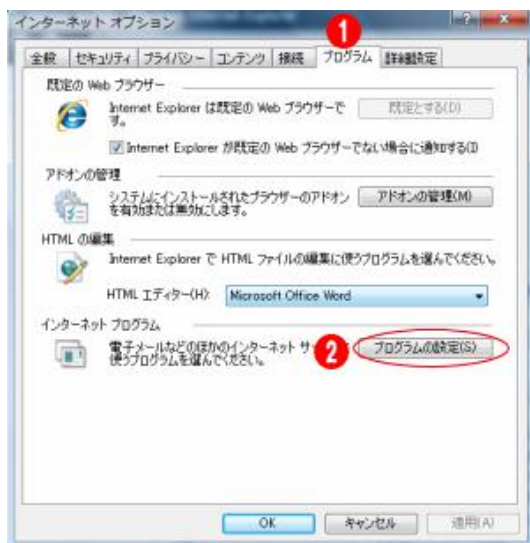 インターネット オプション
1
全般 セキュリティ プライバシー コンテンツ 接続 プログラム 詳細設定
既定の Web ブラウザー
Internet Explorer は既定の Web ブラウザーで
す。
既定とする(D)
Internet Explorer が既定の Web ブラウザーでない場合に通知する(I)
アドオンの管理
システムにインストールされたブラウザーのアドオン
を有効または無効にします。
アドオンの管理(M)
HTML の編集
Internet Explorer で HTML ファイルの編集に使うプログラムを選んでください。
HTML エディター(H): Microsoft Office Word
インターネット プログラム
電子メールなどのほかのインターネット サ
使うプログラムを選んでください。
2 プログラムの設定(S)
OK キャンセル 適用(A)